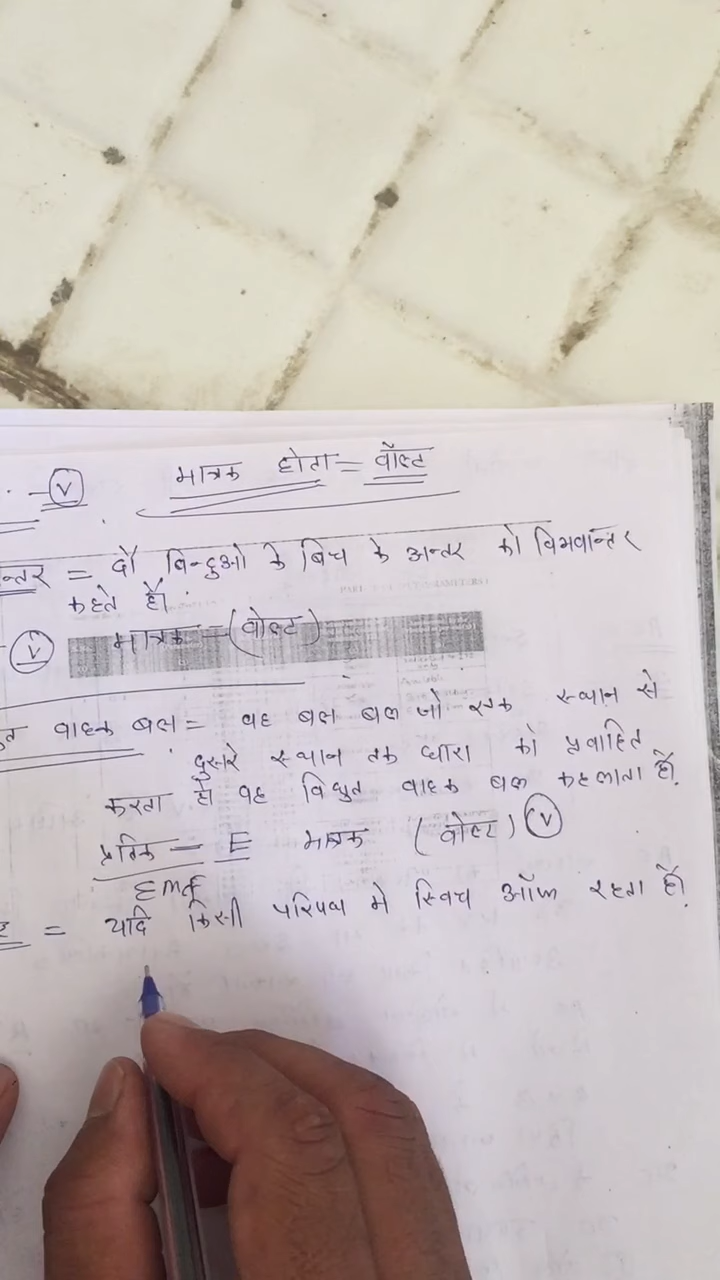 V मात्रक होता = वॉल्ट
न्तर = दो बिन्दुओ के बिच के अन्तर को विभवान्तर
कहते हैं।
V मात्रक = (वोल्ट)
वाहक बल = वह बल बल जो एक स्थान से
दुसरे स्थान तक धारा को प्रवाहित
करता हो वह विधुत वाहक बल कहलाता हैं।
प्रतिक — E मात्रक (वोल्ट) V
Emf
= यदि किसी परिपथ मे स्विच ऑफ रहता हैं।